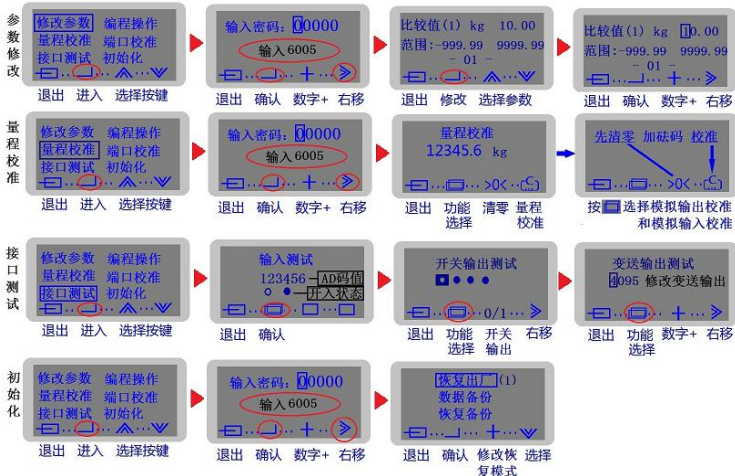 参数修改
修改参数 编程操作
量程校准 端口校准
接口测试 初始化
退出 进入 选择按键
输入密码：00000
输入6005
退出 确认 数字+ 右移
比较值(1) kg 10.00
范围:-999.99 9999.99
- 01 -
退出 修改 选择参数
比较值(1) kg 10.00
范围:-999.99 9999.99
- 01 -
退出 确认 数字+ 右移
量程校准
修改参数 编程操作
量程校准 端口校准
接口测试 初始化
退出 进入 选择按键
输入密码：00000
输入6005
退出 确认 数字+ 右移
量程校准
12345.6 kg
>0<
退出 功能选择 清零 量程校准
先清零 加砝码 校准
>0<
按 选择模拟输出校准
和模拟输入校准
接口测试
修改参数 编程操作
量程校准 端口校准
接口测试 初始化
退出 进入 选择按键
输入测试
123456 AD码值
开入状态
退出 确认
开关输出测试
0/1
退出 功能选择 开关输出 右移
变送输出测试
4095 修改变送输出
退出 功能选择 数字+ 右移
初始化
修改参数 编程操作
量程校准 端口校准
接口测试 初始化
退出 进入 选择按键
输入密码：00000
输入6005
退出 确认 数字+ 右移
恢复出厂(1)
数据备份
恢复备份
退出 确认 修改恢复模式 选择